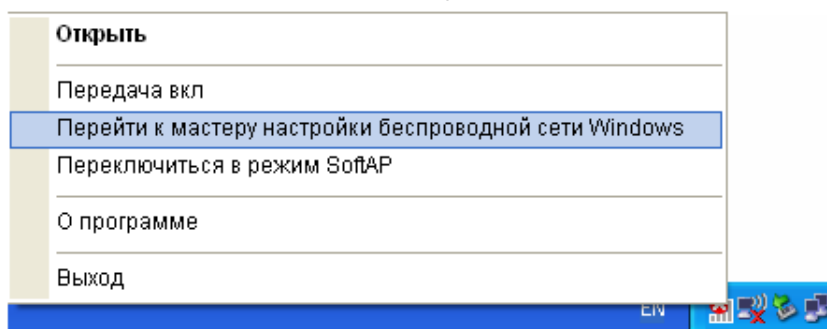 Открыть
Передача вкл
Перейти к мастеру настройки беспроводной сети Windows
Переключиться в режим SoftAP
О программе
Выход
EN